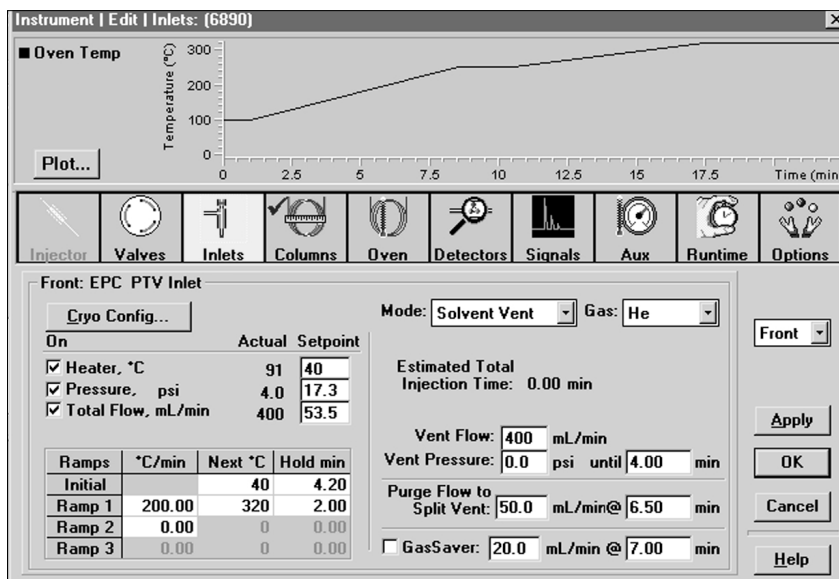 Instrument | Edit | Inlets: (6890)
Oven Temp
Temperature (°C)
300
200
100
0
0 2.5 5 7.5 10 12.5 15 17.5 Time (min
Plot...
Injector Valves Inlets Columns Oven Detectors Signals Aux Runtime Options
Front: EPC PTV Inlet
Cryo Config...
Mode: Solvent Vent Gas: He
Front
On Actual Setpoint
Heater, °C 91 40
Pressure, psi 4.0 17.3
Total Flow, mL/min 400 53.5
Estimated Total
Injection Time: 0.00 min
Vent Flow: 400 mL/min
Vent Pressure: 0.0 psi until 4.00 min
Purge Flow to
Split Vent: 50.0 mL/min@ 6.50 min
GasSaver: 20.0 mL/min @ 7.00 min
Ramps °C/min Next °C Hold min
Initial 40 4.20
Ramp 1 200.00 320 2.00
Ramp 2 0.00 0 0.00
Ramp 3 0.00 0 0.00
Apply
OK
Cancel
Help